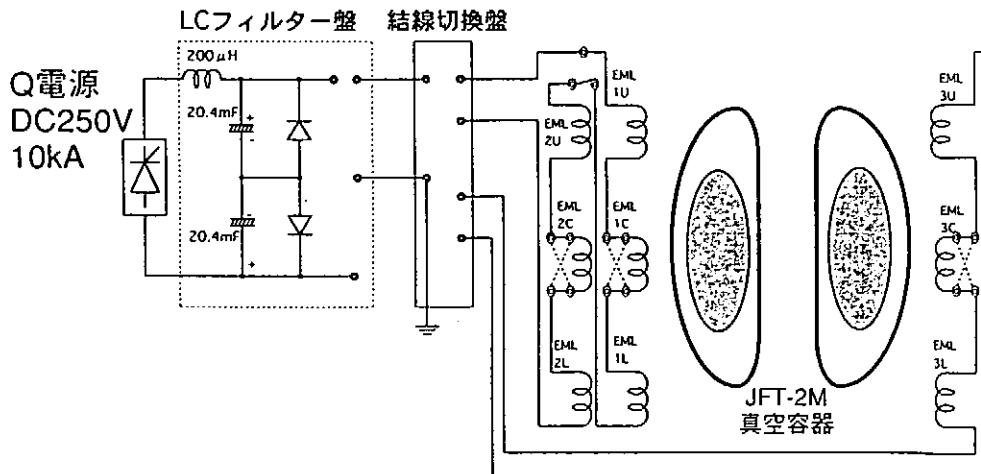 LCフィルター盤
結線切換盤
200μH
Q電源
DC250V
10kA
20.4mF
+
-
20.4mF
-
+
EML
1U
EML
2U
EML
3U
EML
2C
EML
1C
EML
3C
EML
2L
EML
1L
EML
3L
JFT-2M
真空容器